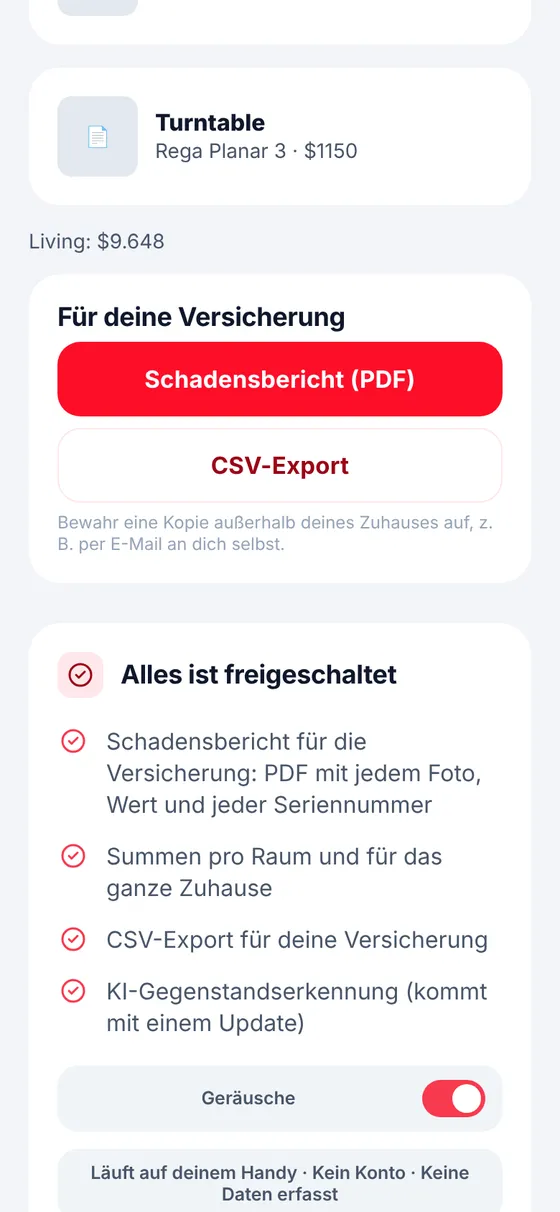 Turntable
Rega Planar 3 · $1150
Living: $9.648
Für deine Versicherung
Schadensbericht (PDF)
CSV-Export
Bewahr eine Kopie außerhalb deines Zuhauses auf, z.
B. per E-Mail an dich selbst.
Alles ist freigeschaltet
Schadensbericht für die
Versicherung: PDF mit jedem Foto,
Wert und jeder Seriennummer
Summen pro Raum und für das
ganze Zuhause
CSV-Export für deine Versicherung
KI-Gegenstandserkennung (kommt
mit einem Update)
Geräusche
Läuft auf deinem Handy · Kein Konto · Keine
Daten erfasst